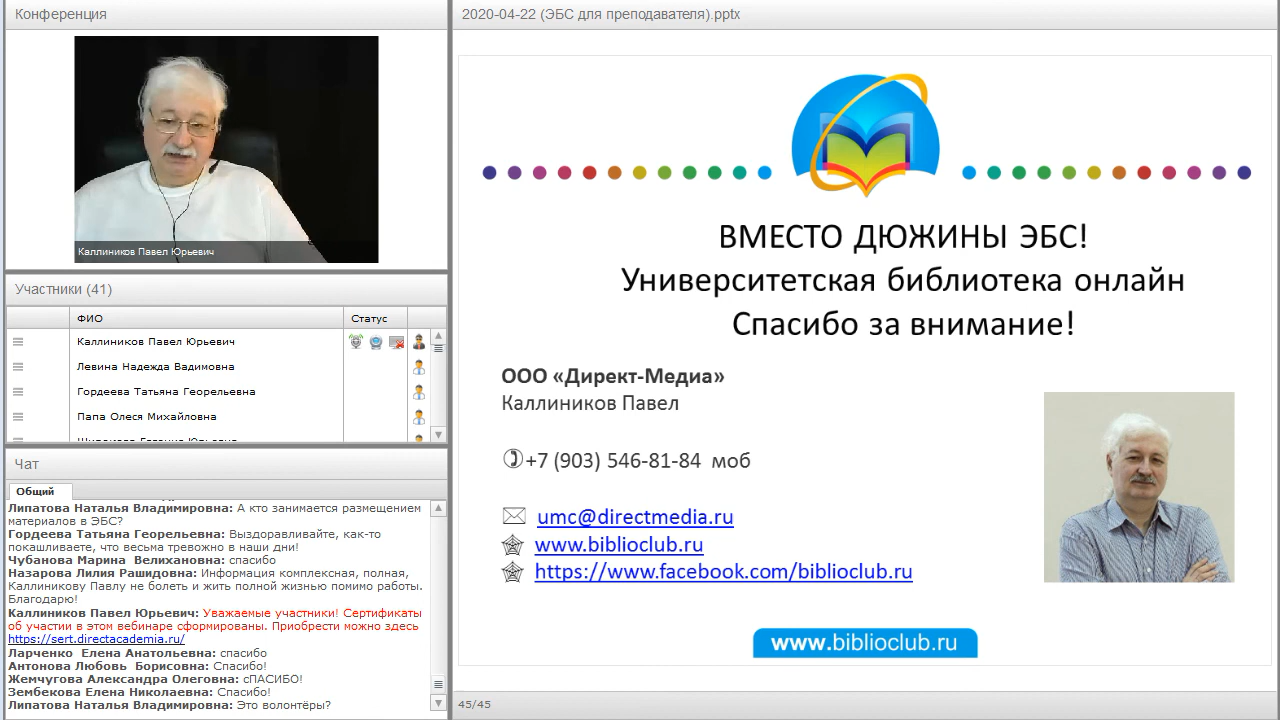 Конференция
Каллиников Павел Юрьевич
Участники (41)
ФИО
Статус
Каллиников Павел Юрьевич
Левина Надежда Вадимовна
Гордеева Татьяна Георельевна
Папа Олеся Михайловна
Чат
Общий
Липатова Наталья Владимировна: А кто занимается размещением
материалов в ЭБС?
Гордеева Татьяна Георельевна: Выздоравливайте, как-то
покашливаете, что весьма тревожно в наши дни!
Чубанова Марина Велихановна: спасибо
Назарова Лилия Рашидовна: Информация комплексная, полная,
Каллиникову Павлу не болеть и жить полной жизнью помимо работы.
Благодарю!
Каллиников Павел Юрьевич: Уважаемые участники! Сертификаты
об участии в этом вебинаре сформированы. Приобрести можно здесь
https://sert.directacademia.ru/
Ларченко Елена Анатольевна: спасибо
Антонова Любовь Борисовна: Спасибо!
Жемчугова Александра Олеговна: сПАСИБО!
Зембекова Елена Николаевна: Спасибо!
Липатова Наталья Владимировна: Это волонтёры?
2020-04-22 (ЭБС для преподавателя).pptx
ВМЕСТО ДЮЖИНЫ ЭБС!
Университетская библиотека онлайн
Спасибо за внимание!
ООО «Директ-Медиа»
Каллиников Павел
+7 (903) 546-81-84 моб
umc@directmedia.ru
www.biblioclub.ru
https://www.facebook.com/biblioclub.ru
www.biblioclub.ru
45/45